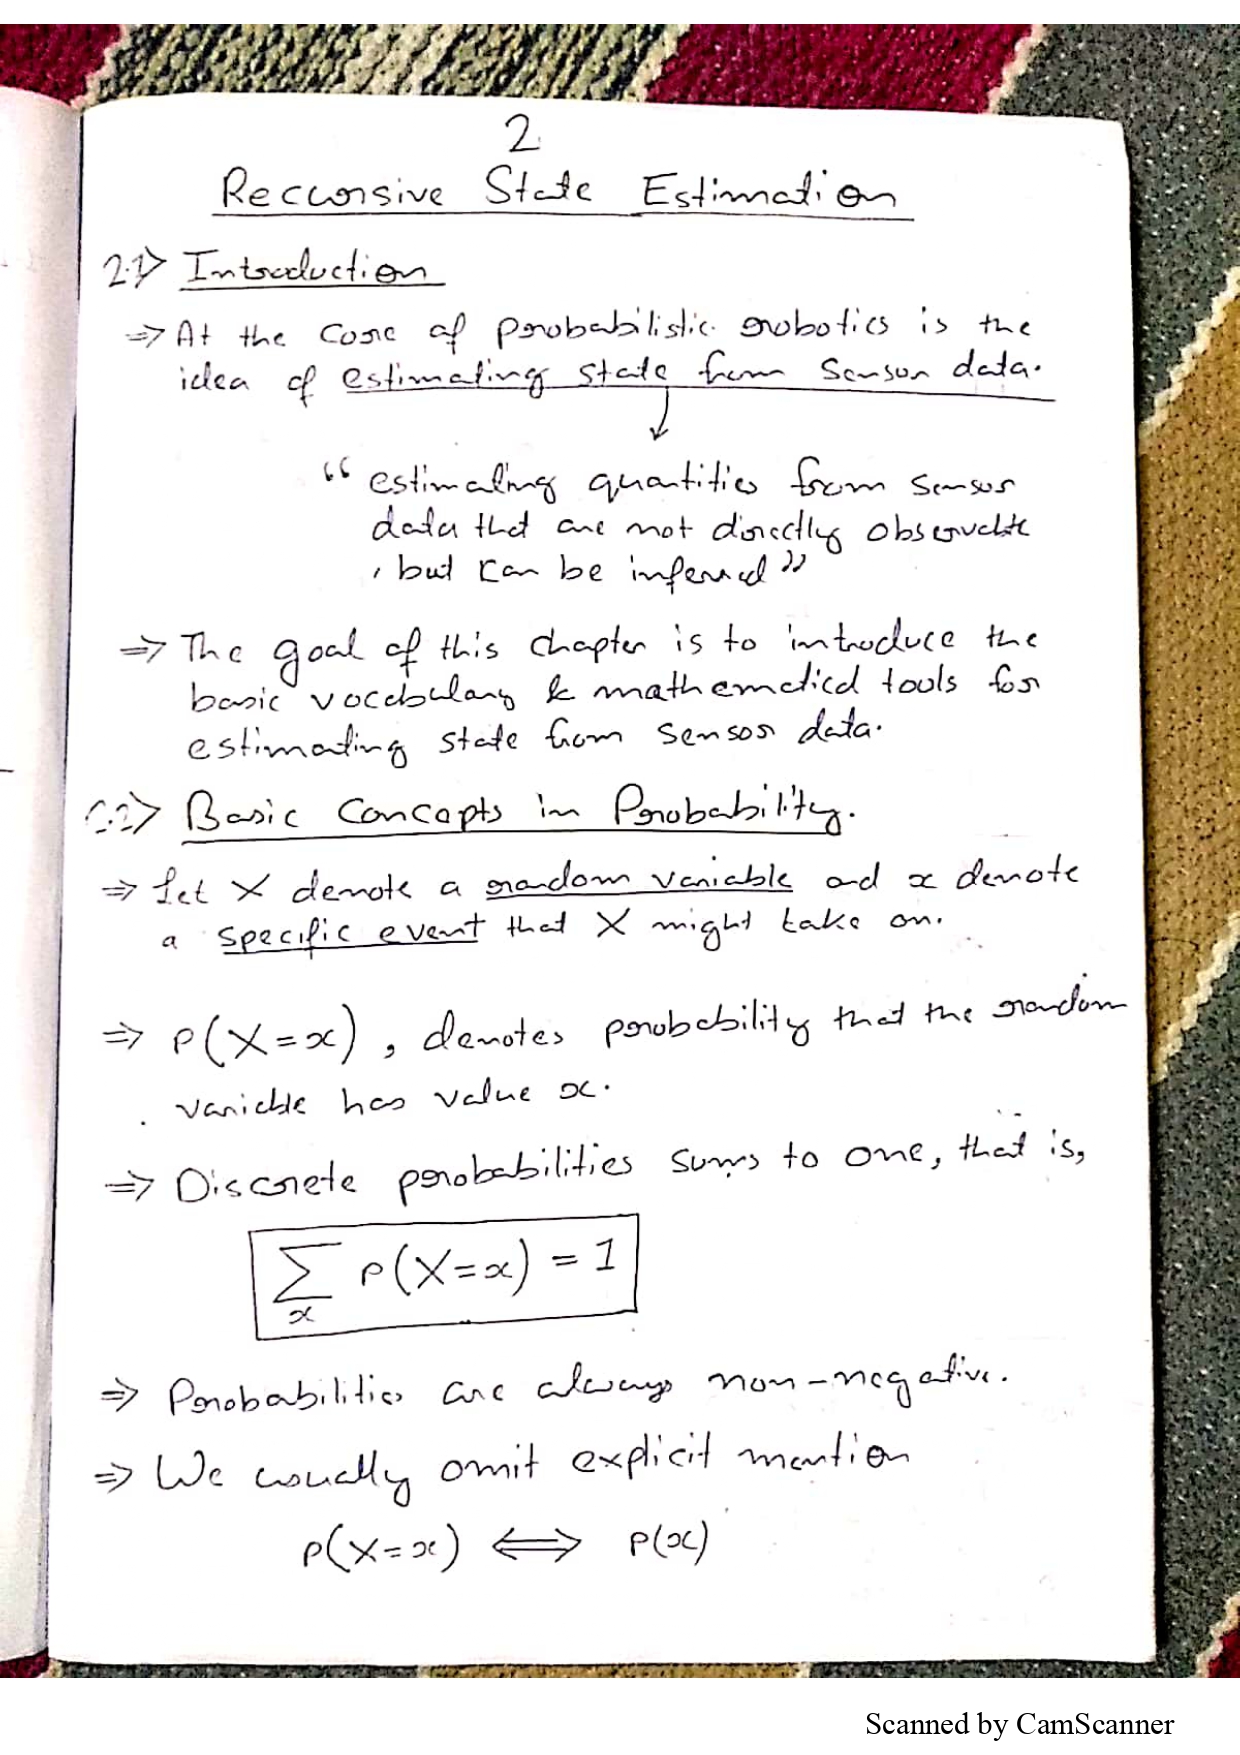 2
Recursive State Estimation
2.1> Introduction
⇒ At the core of probabilistic robotics is the
idea of estimating state from sensor data.
↓
“ estimating quantities from sensor
data that are not directly observable
, but can be inferred ”
⇒ The goal of this chapter is to introduce the
basic vocabulary & mathematical tools for
estimating state from sensor data.
2.2> Basic Concepts in Probability.
⇒ Let X denote a random variable and x denote
a specific event that X might take on.
⇒ p(X=x), denotes probability that the random
variable has value x.
⇒ Discrete probabilities sums to one, that is,
∑ p(X=x) = 1
x
⇒ Probabilities are always non-negative.
⇒ We usually omit explicit mention
p(X=x) ⟺ p(x)
Scanned by CamScanner